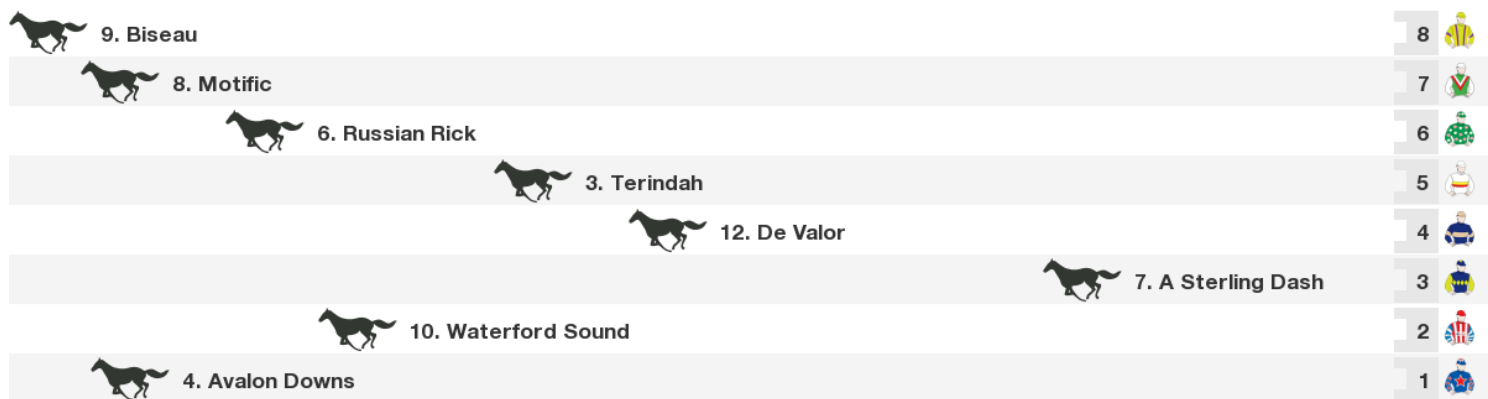 9. Biseau 8
8. Motific 7
6. Russian Rick 6
3. Terindah 5
12. De Valor 4
7. A Sterling Dash 3
10. Waterford Sound 2
4. Avalon Downs 1